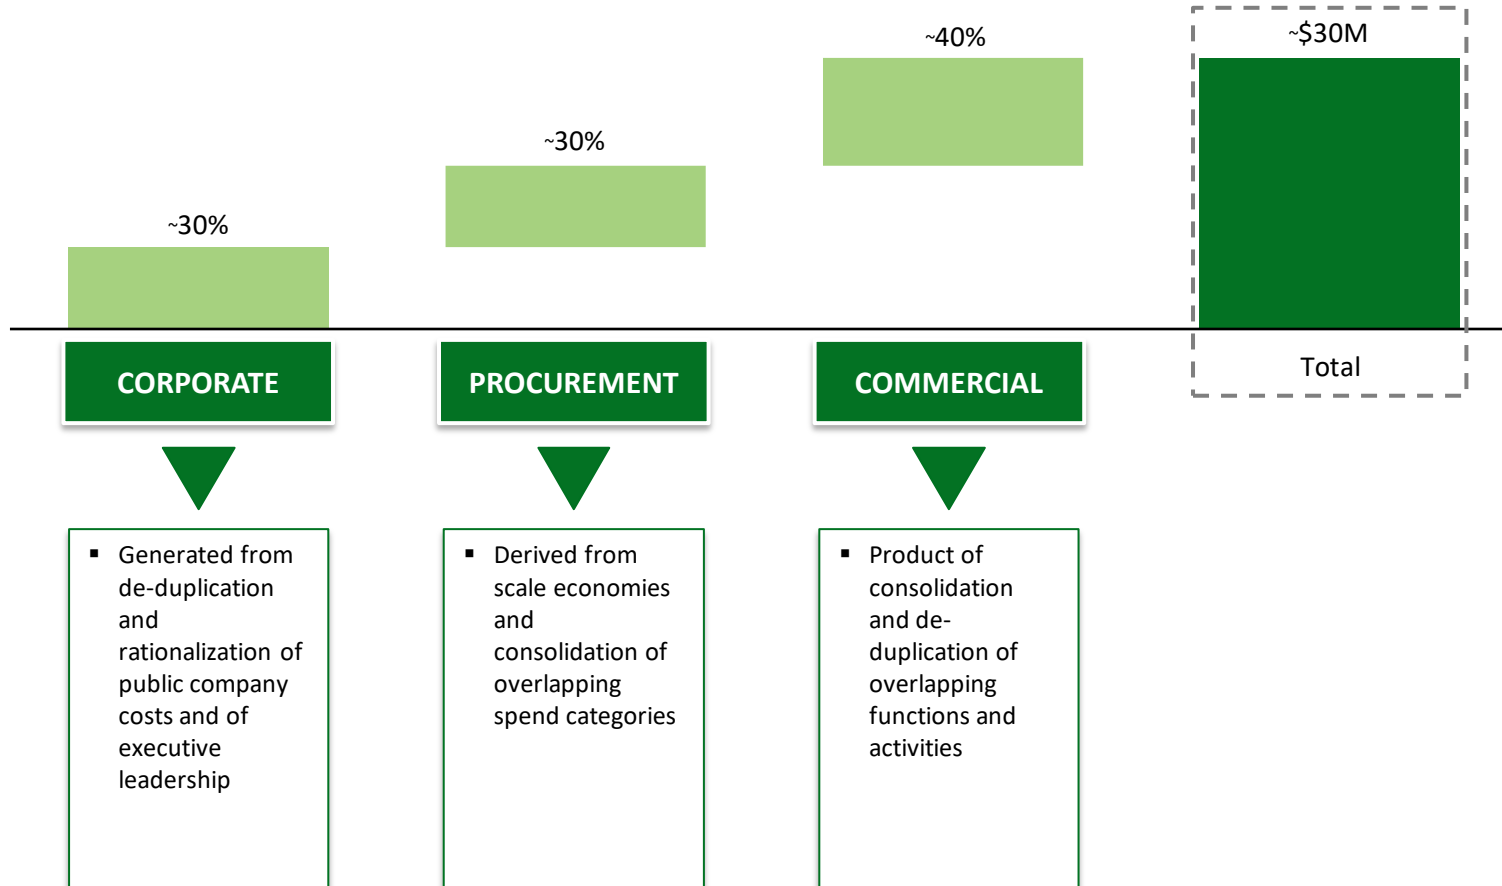 ~30%
~30%
~40%
~$30M
CORPORATE
PROCUREMENT
COMMERCIAL
Total
▪ Generated from
de-duplication
and
rationalization of
public company
costs and of
executive
leadership
▪ Derived from
scale economies
and
consolidation of
overlapping
spend categories
▪ Product of
consolidation
and de-
duplication of
overlapping
functions and
activities